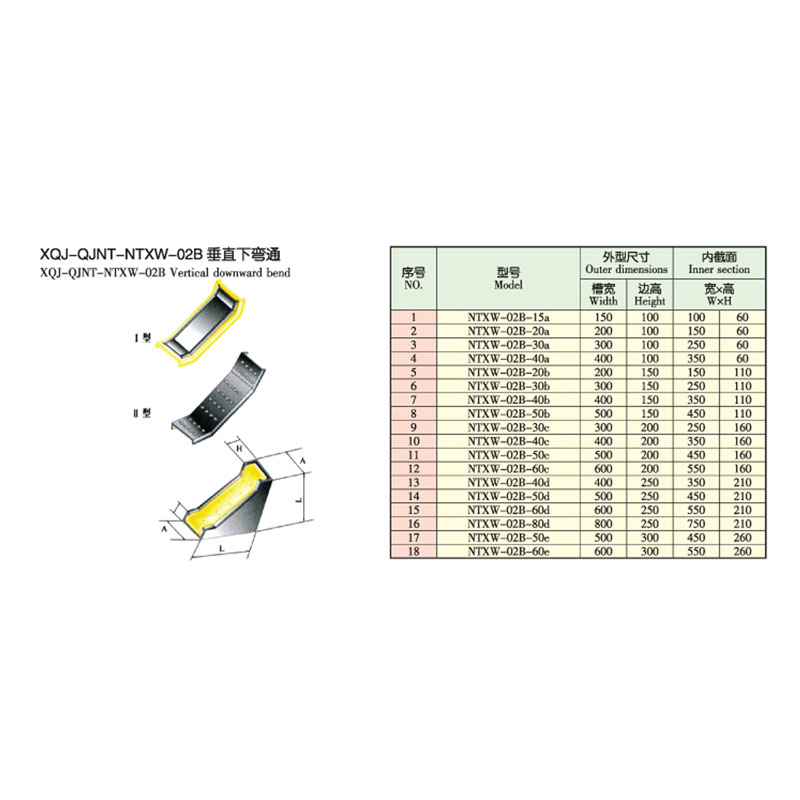 XQJ-QJNT-NTXW-02B 垂直下弯通
XQJ-QJNT-NTXW-02B Vertical downward bend
I 型
II 型
H
A
L
A
L
序号 型号 外型尺寸 内截面
NO. Model Outer dimensions Inner section
槽宽 边高 宽×高
Width Height W×H
1 NTXW-02B-15a 150 100 100 60
2 NTXW-02B-20a 200 100 150 60
3 NTXW-02B-30a 300 100 250 60
4 NTXW-02B-40a 400 100 350 60
5 NTXW-02B-20b 200 150 150 110
6 NTXW-02B-30b 300 150 250 110
7 NTXW-02B-40b 400 150 350 110
8 NTXW-02B-50b 500 150 450 110
9 NTXW-02B-30c 300 200 250 160
10 NTXW-02B-40c 400 200 350 160
11 NTXW-02B-50c 500 200 450 160
12 NTXW-02B-60c 600 200 550 160
13 NTXW-02B-40d 400 250 350 210
14 NTXW-02B-50d 500 250 450 210
15 NTXW-02B-60d 600 250 550 210
16 NTXW-02B-80d 800 250 750 210
17 NTXW-02B-50e 500 300 450 260
18 NTXW-02B-60e 600 300 550 260